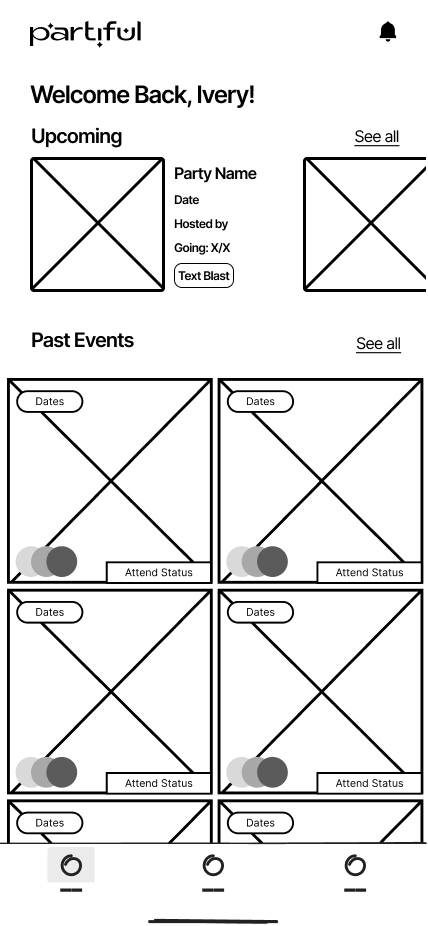 partiful
Welcome Back, Ivery!
Upcoming
See all
Party Name
Date
Hosted by
Going: X/X
Text Blast
Past Events
See all
Dates
Dates
Attend Status
Attend Status
Dates
Dates
Attend Status
Attend Status
Dates
Dates